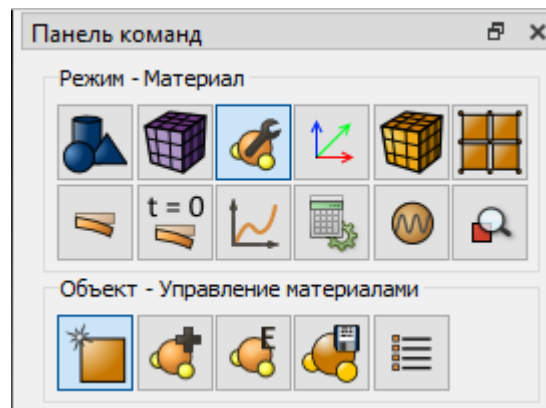 Панель команд
Режим - Материал
t = 0
Объект - Управление материалами
E